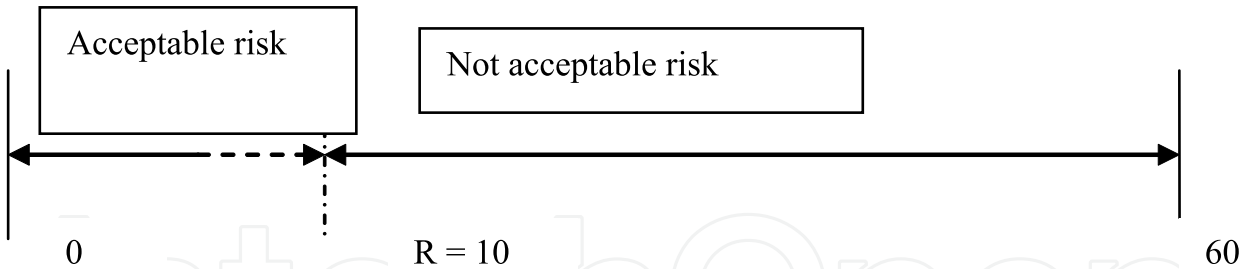 Acceptable risk
Not acceptable risk
0
R = 10
60